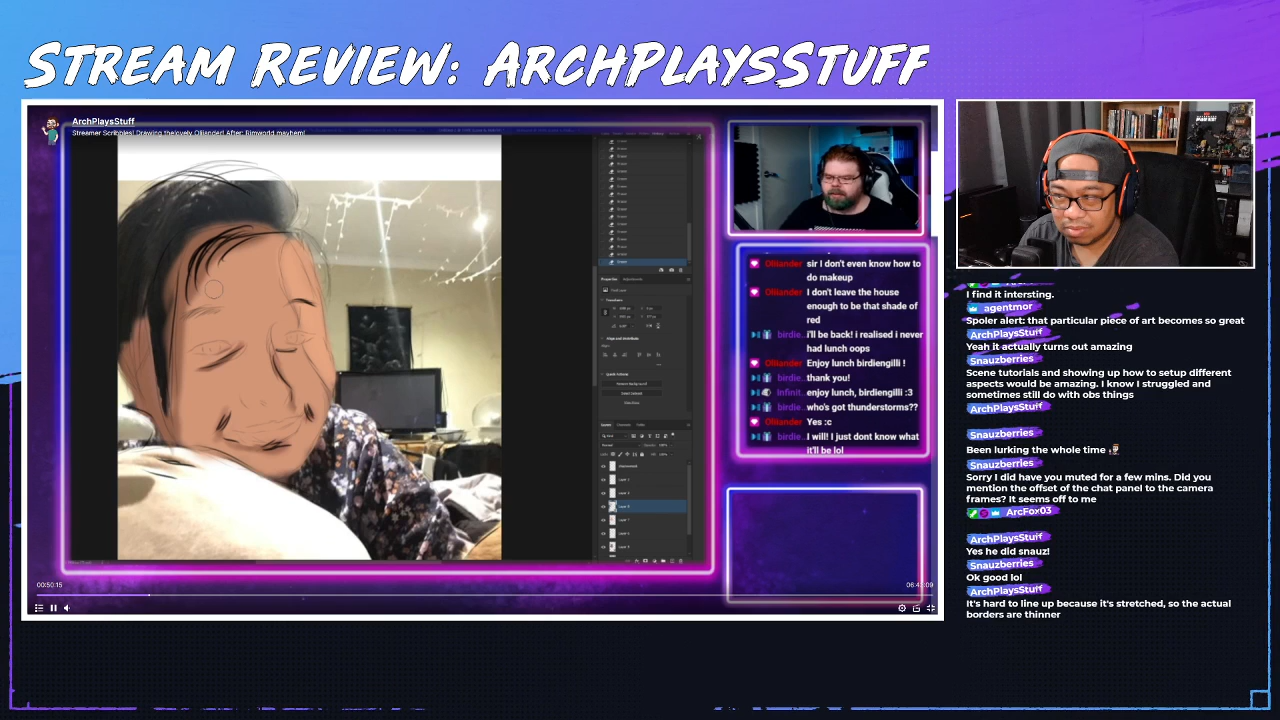 STREAM REVIEW: ARCHPLAYSSTUFF
ArchPlaysStuff
Streamer Scribbles! Drawing thelovely Olliander! After: Rimworld mayhem!
Olliander sir I don't even know how to
do makeup
Olliander I don't leave the house
enough to be that shade of
red
birdie.. i'll be back! i realised i never
had lunch oops
Olliander Enjoy lunch birdiengilli !
birdie.. thank you!
Infinit.. enjoy lunch, birdiengilli :3
birdie.. who's got thunderstorms??
Olliander Yes :c
birdie.. I will! I just dont know what
it'll be lol
Properties
Transform
Align and Distribute
Layers
00:50:15
I find it intersting.
agentmor
Spoler alert: that particular piece of art becomes so great
ArchPlaysStuff
Yeah it actually turns out amazing
Snauzberries
Scene tutorials and showing up how to setup different
aspects would be amazing. I know i struggled and
sometimes still do with obs things
ArchPlaysStuff
Snauzberries
Been lurking the whole time
Snauzberries
Sorry I did have you muted for a few mins. Did you
mention the offset of the chat panel to the camera
frames? It seems off to me
ArcFox03
ArchPlaysStuff
Yes he did snauz!
Snauzberries
Ok good lol
ArchPlaysStuff
It's hard to line up because it's stretched, so the actual
borders are thinner